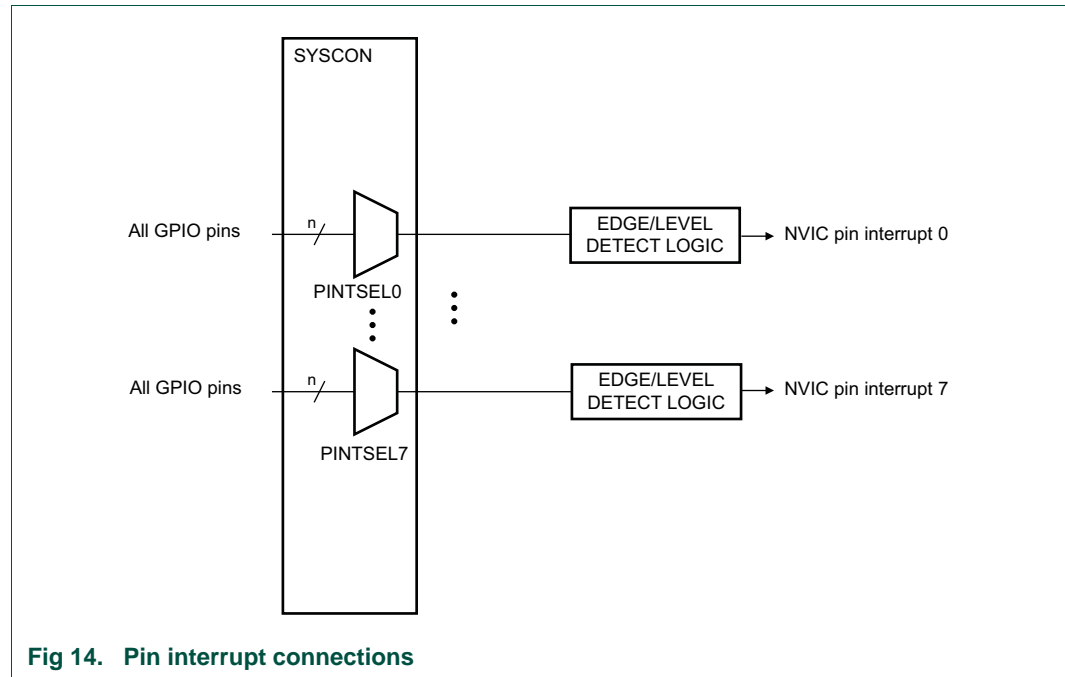 SYSCON
All GPIO pins
n
PINTSEL0
EDGE/LEVEL
DETECT LOGIC
NVIC pin interrupt 0
All GPIO pins
n
PINTSEL7
EDGE/LEVEL
DETECT LOGIC
NVIC pin interrupt 7
Fig 14. Pin interrupt connections